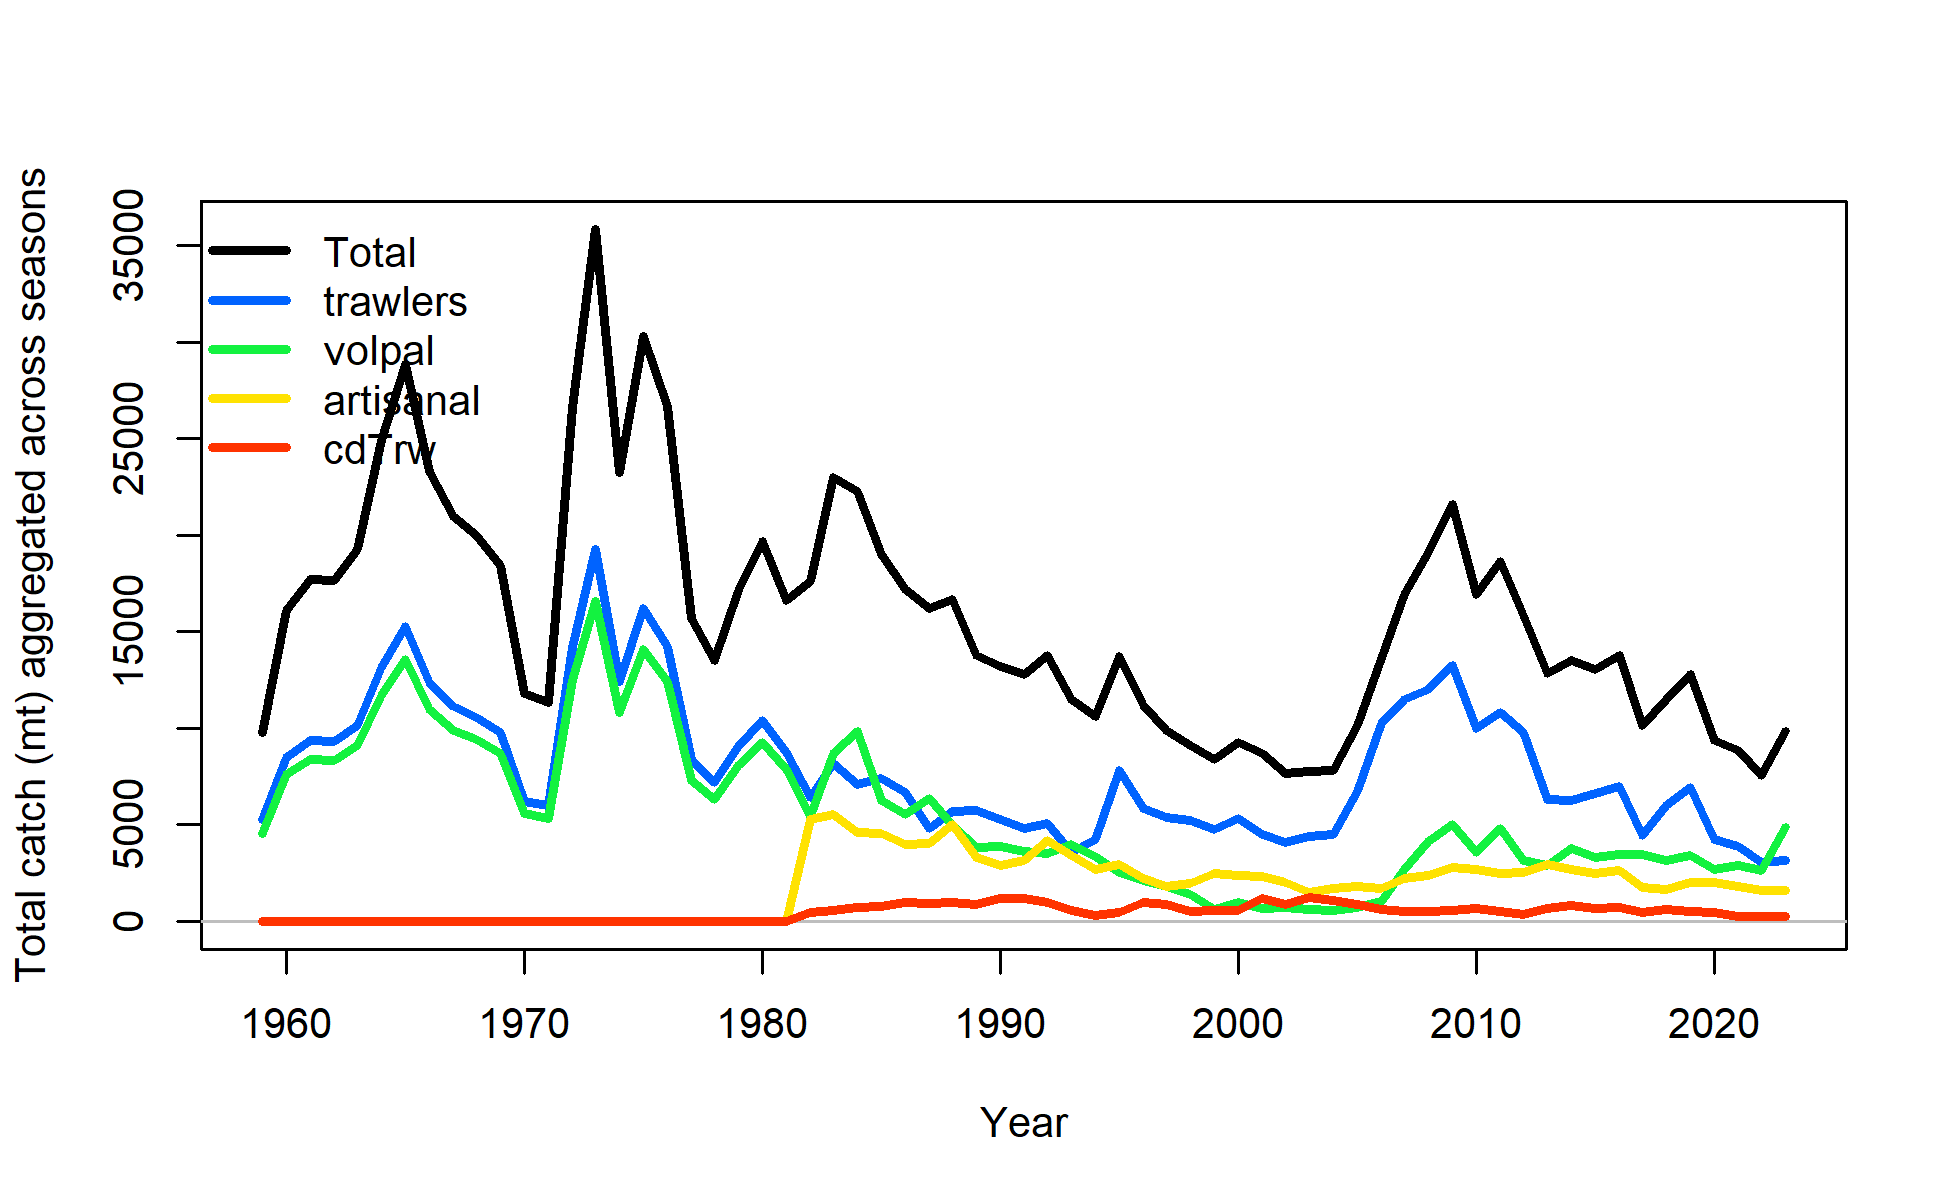 Total catch (mt) aggregated across seasons
35000
25000
15000
5000
0
Total
trawlers
volpal
artisanal
cdTrw
1960 1970 1980 1990 2000 2010 2020
Year